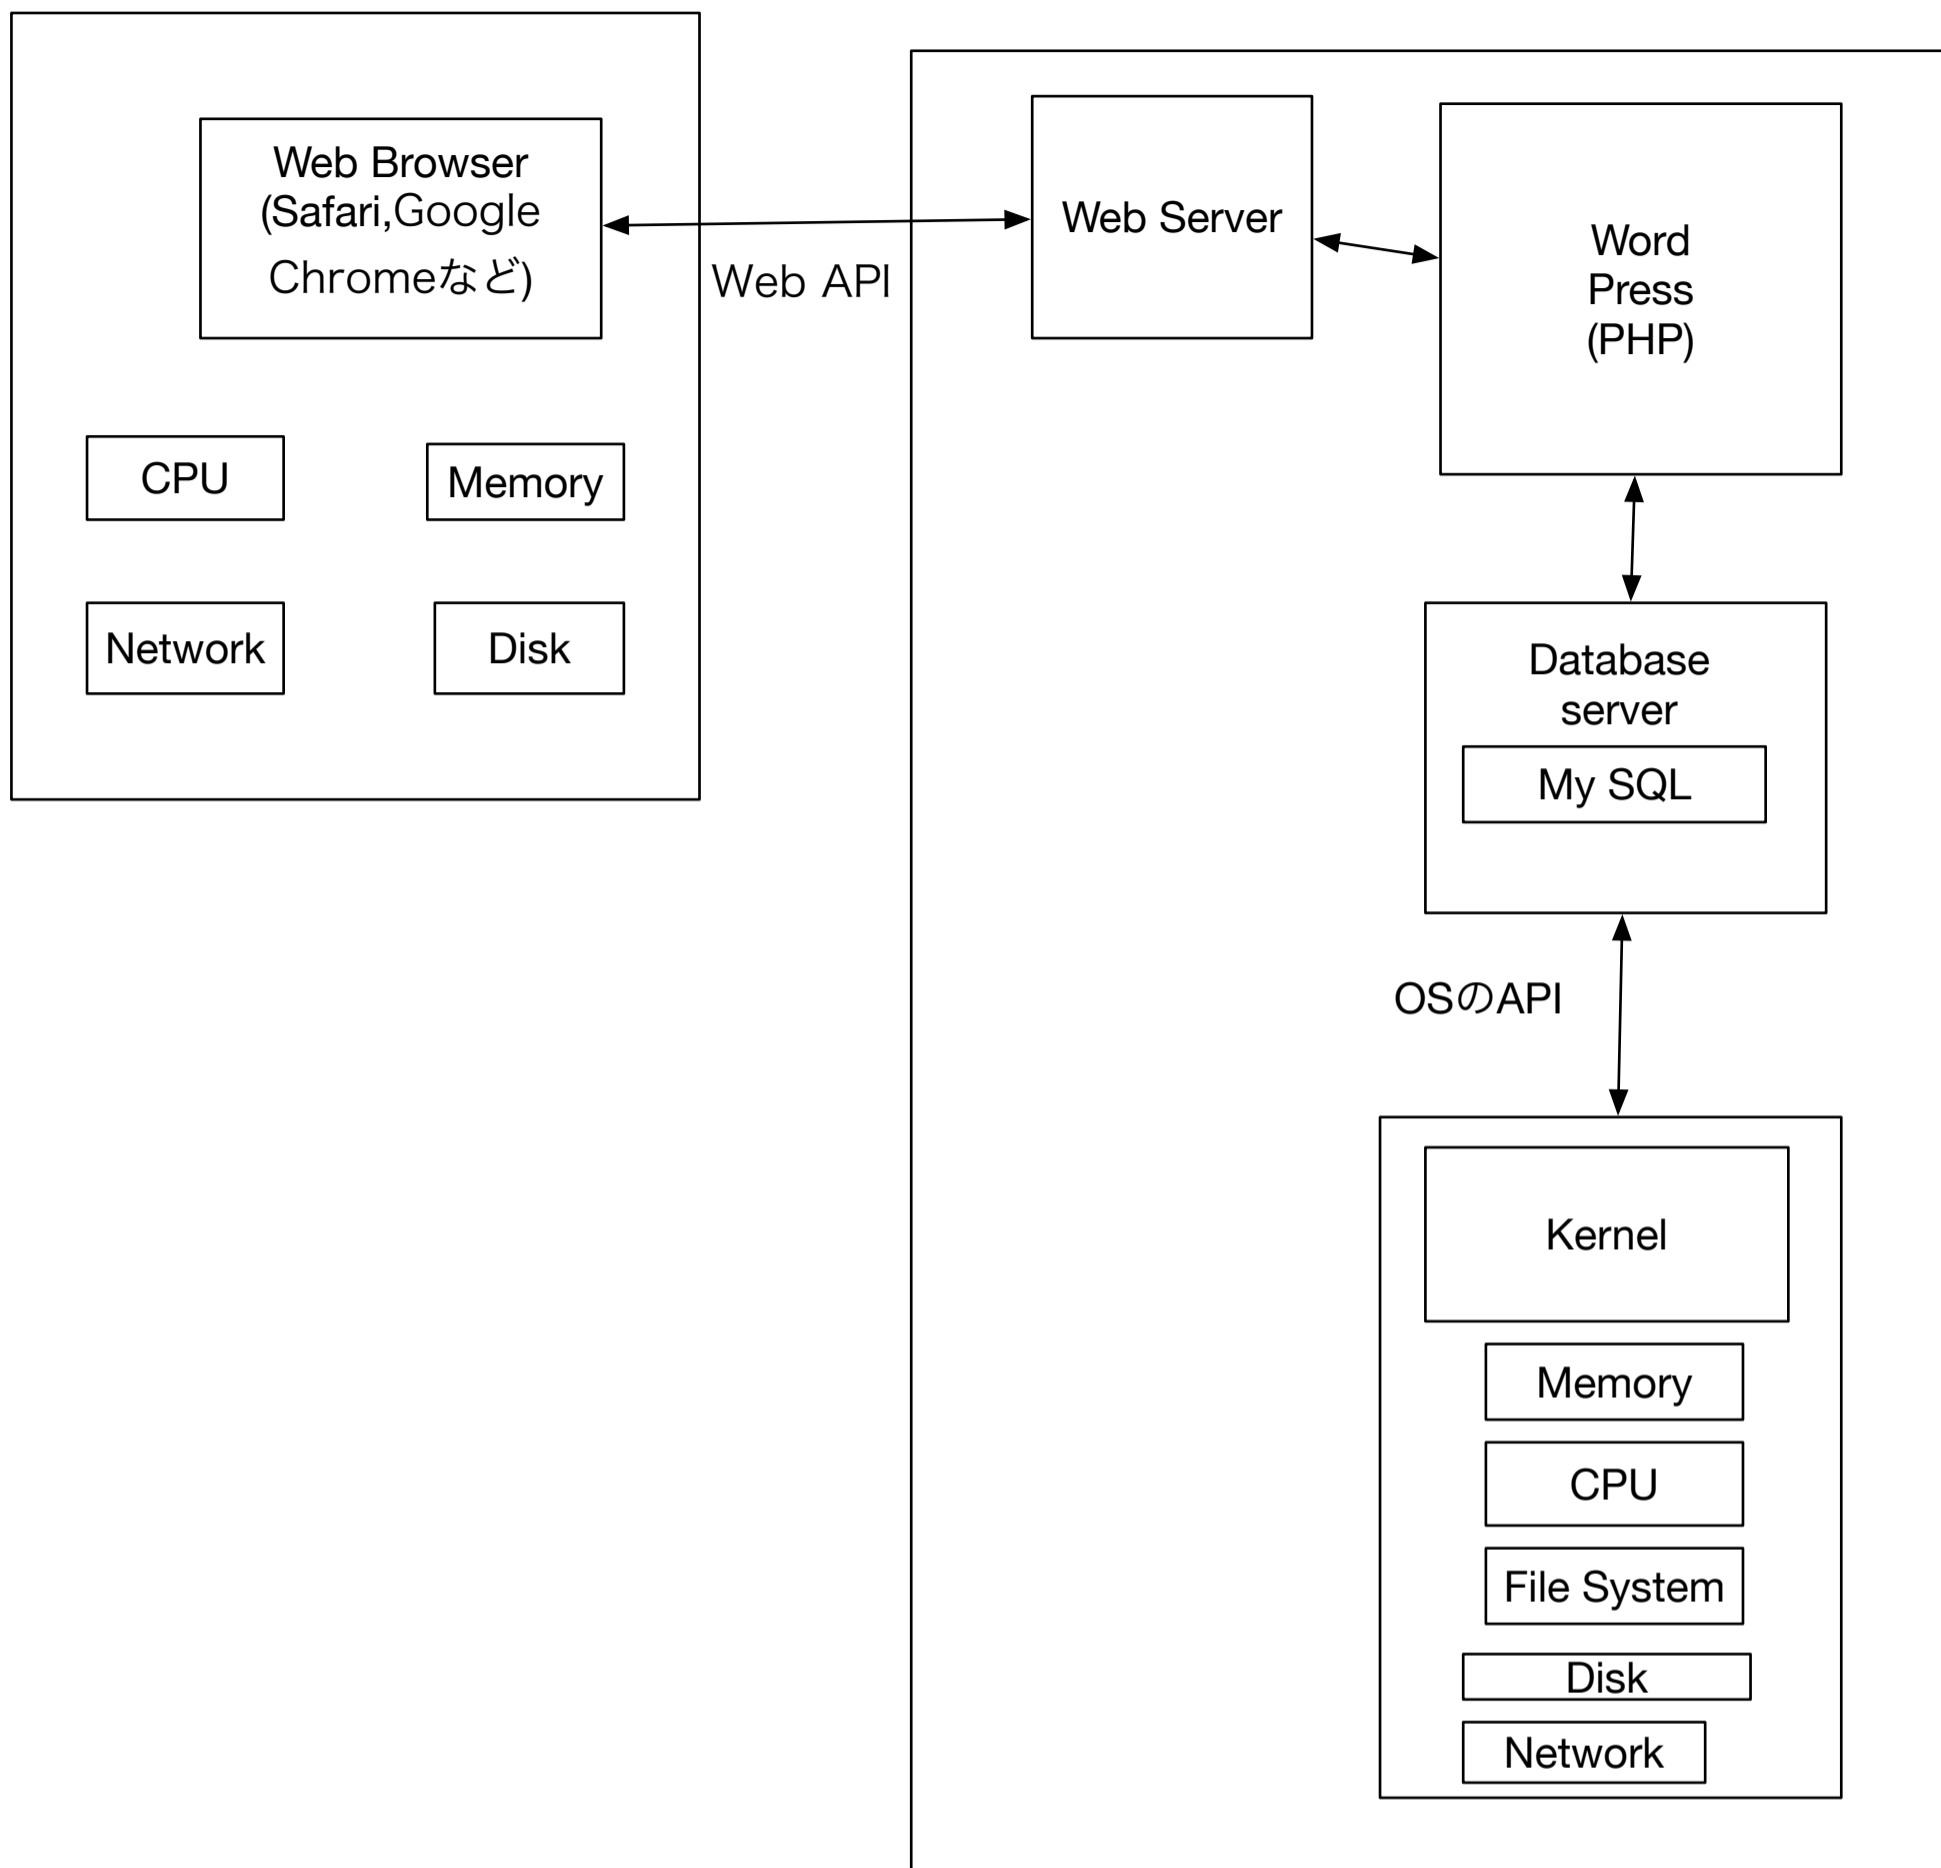 Web Browser
(Safari,Google
Chromeなど)
CPU
Memory
Network
Disk
Web API
Web Server
Word
Press
(PHP)
Database
server
My SQL
OSのAPI
Kernel
Memory
CPU
File System
Disk
Network